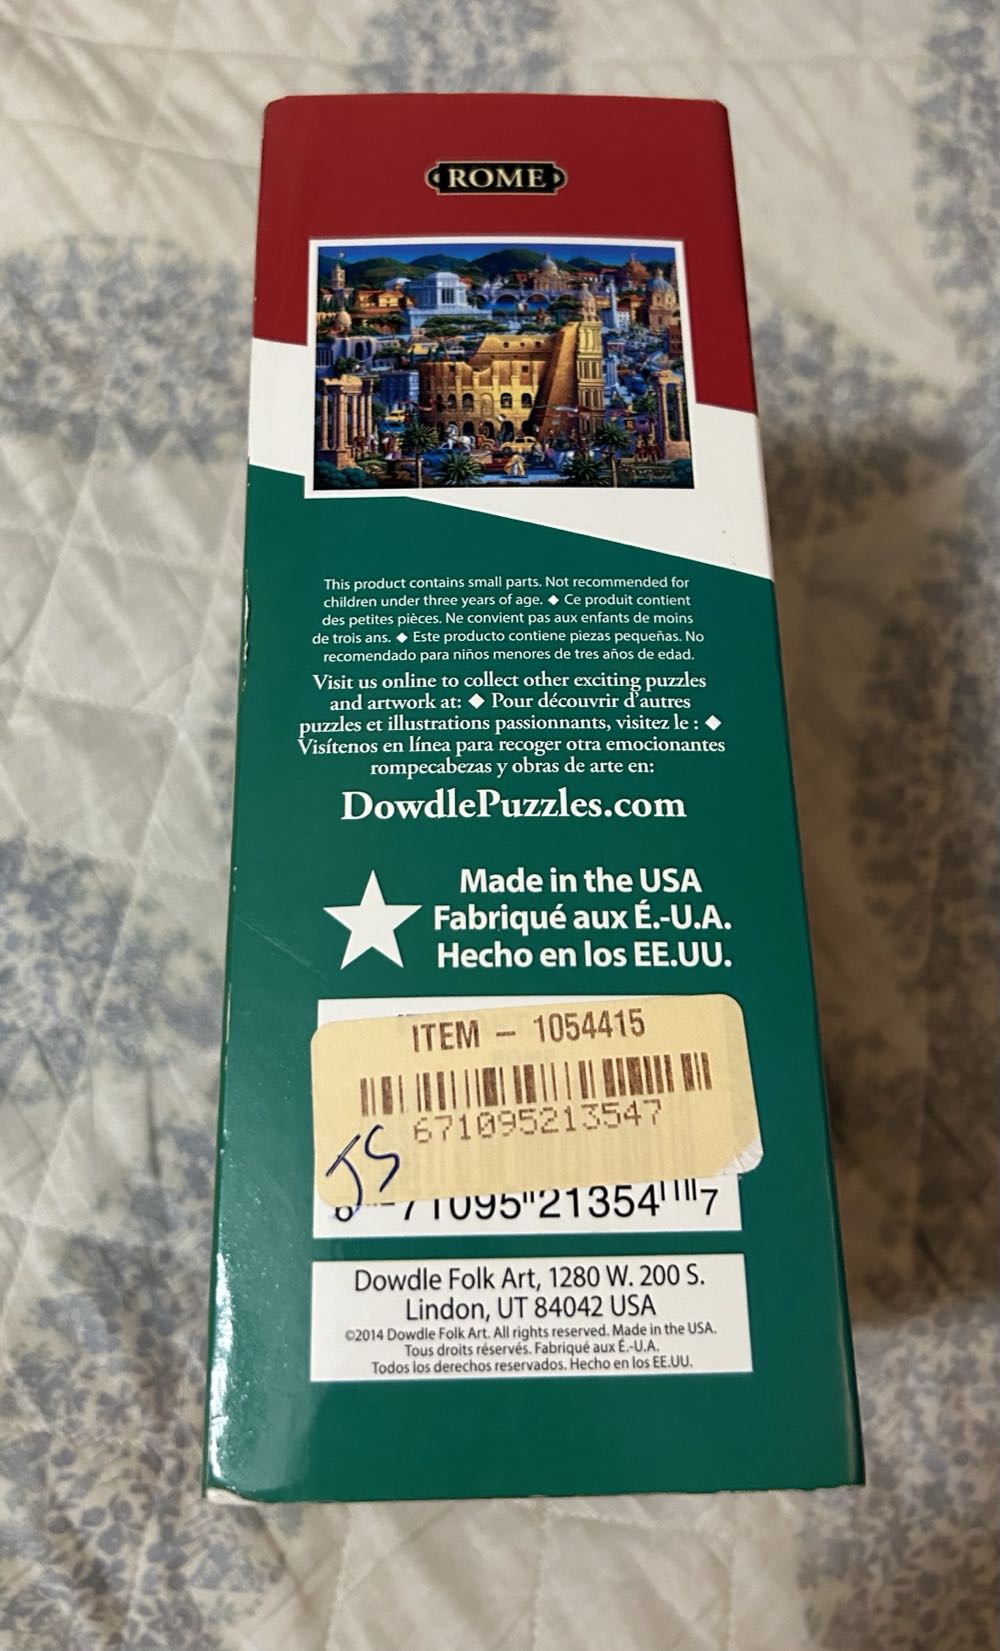 ROME
This product contains small parts. Not recommended for
children under three years of age. ◆ Ce produit contient
des petites pièces. Ne convient pas aux enfants de moins
de trois ans. ◆ Este producto contiene piezas pequeñas. No
recomendado para niños menores de tres años de edad.
Visit us online to collect other exciting puzzles
and artwork at: ◆ Pour découvrir d'autres
puzzles et illustrations passionnants, visitez le : ◆
Visítenos en línea para recoger otra emocionantes
rompecabezas y obras de arte en:
DowdlePuzzles.com
Made in the USA
Fabriqué aux É.-U.A.
Hecho en los EE.UU.
ITEM - 1054415
671095213547
JS
6 71095 21354 7
Dowdle Folk Art, 1280 W. 200 S.
Lindon, UT 84042 USA
©2014 Dowdle Folk Art. All rights reserved. Made in the USA.
Tous droits réservés. Fabriqué aux É.-U.A.
Todos los derechos reservados. Hecho en los EE.UU.